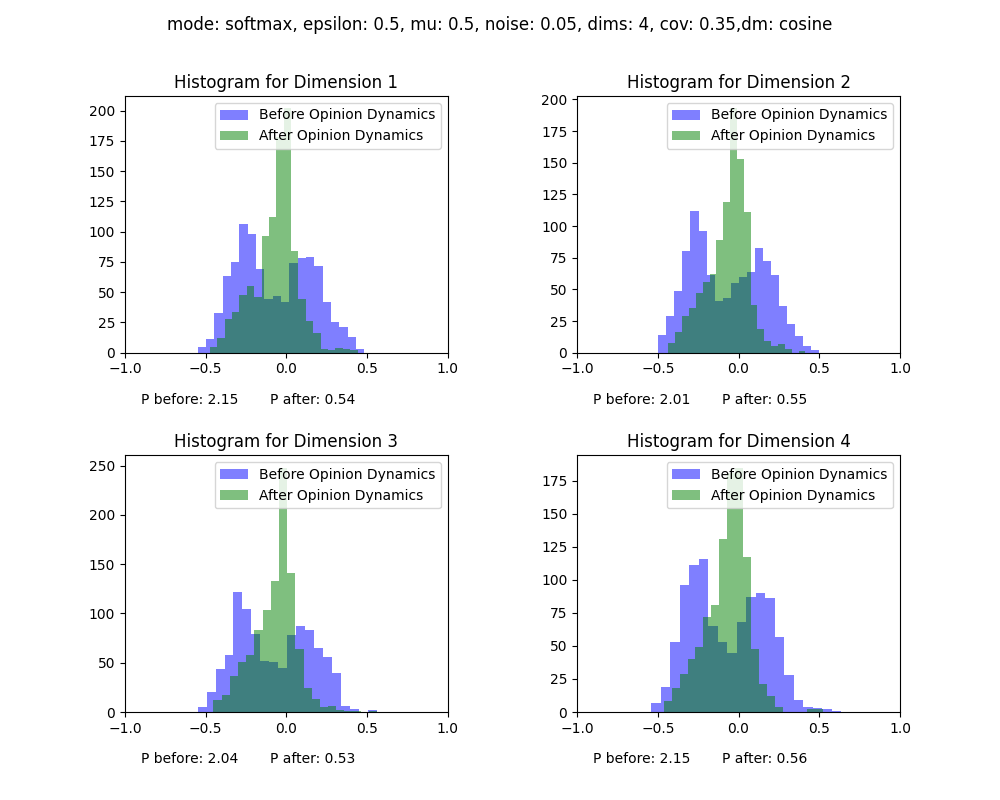 mode: softmax, epsilon: 0.5, mu: 0.5, noise: 0.05, dims: 4, cov: 0.35,dm: cosine
Histogram for Dimension 1
Before Opinion Dynamics
After Opinion Dynamics
200
175
150
125
100
75
50
25
0
−1.0 −0.5 0.0 0.5 1.0
P before: 2.15 P after: 0.54
Histogram for Dimension 2
Before Opinion Dynamics
After Opinion Dynamics
200
175
150
125
100
75
50
25
0
−1.0 −0.5 0.0 0.5 1.0
P before: 2.01 P after: 0.55
Histogram for Dimension 3
Before Opinion Dynamics
After Opinion Dynamics
250
200
150
100
50
0
−1.0 −0.5 0.0 0.5 1.0
P before: 2.04 P after: 0.53
Histogram for Dimension 4
Before Opinion Dynamics
After Opinion Dynamics
175
150
125
100
75
50
25
0
−1.0 −0.5 0.0 0.5 1.0
P before: 2.15 P after: 0.56